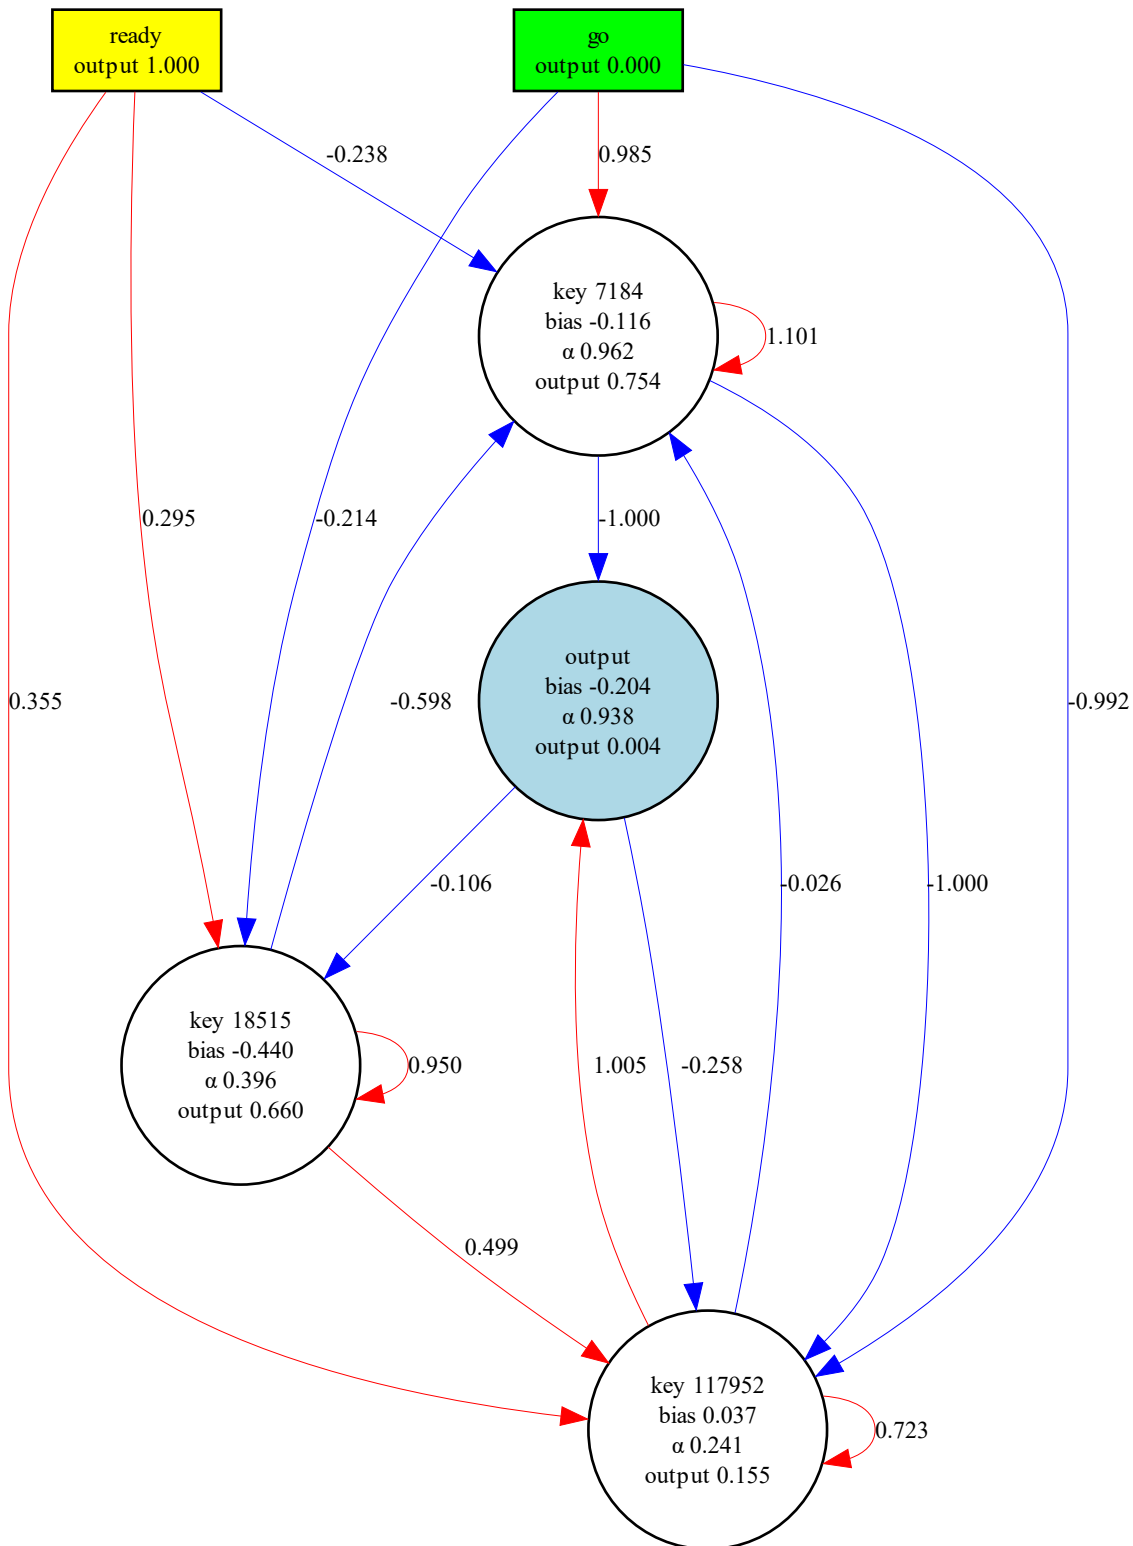 ready
output 1.000
go
output 0.000
-0.238
0.985
key 7184
bias -0.116
α 0.962
output 0.754
1.101
0.295
-0.214
-1.000
output
bias -0.204
α 0.938
output 0.004
0.355
-0.598
-0.992
-0.106
-0.026
-1.000
key 18515
bias -0.440
α 0.396
output 0.660
0.950
1.005
-0.258
0.499
key 117952
bias 0.037
α 0.241
output 0.155
0.723